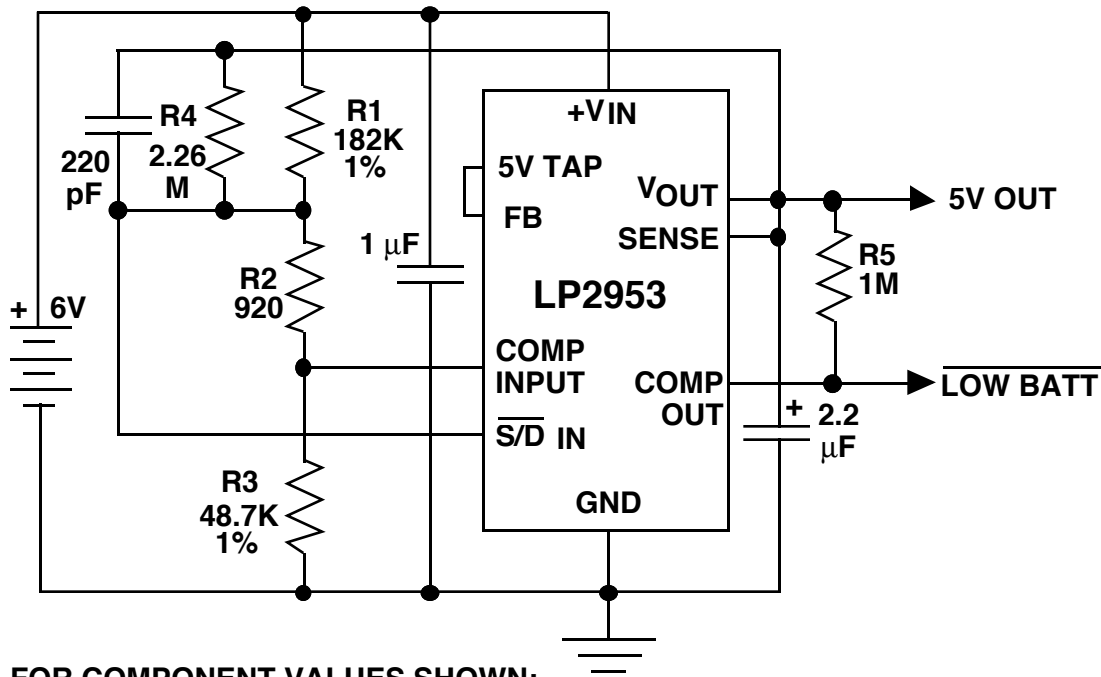 R4
2.26
M
220
pF
R1
182K
1%
R2
920
1 µF
+ 6V
R3
48.7K
1%
+VIN
5V TAP
FB
VOUT
SENSE
LP2953
COMP
INPUT
COMP
OUT
S/D IN
GND
5V OUT
R5
1M
LOW BATT
+ 2.2
µF
FOR COMPONENT VALUES SHOWN: